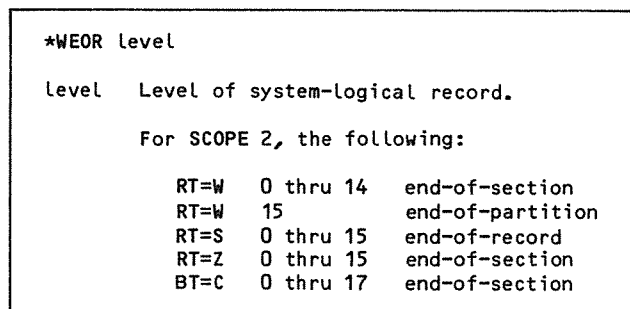 *WEOR level
level Level of system-logical record.
For SCOPE 2, the following:
RT=W 0 thru 14 end-of-section
RT=W 15 end-of-partition
RT=S 0 thru 15 end-of-record
RT=Z 0 thru 15 end-of-section
BT=C 0 thru 17 end-of-section